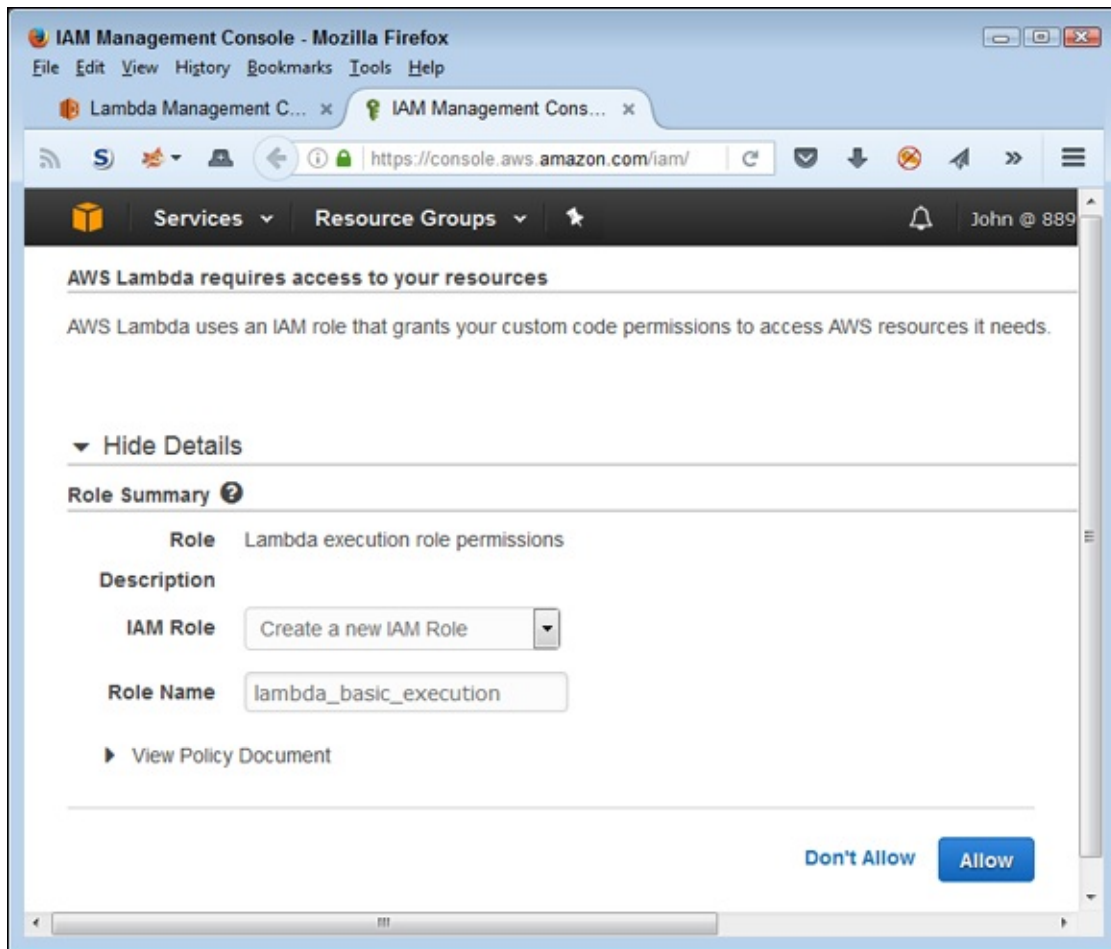 IAM Management Console - Mozilla Firefox
File Edit View History Bookmarks Tools Help
Lambda Management C... × IAM Management Cons... ×
https://console.aws.amazon.com/iam/
Services Resource Groups John @ 889
AWS Lambda requires access to your resources
AWS Lambda uses an IAM role that grants your custom code permissions to access AWS resources it needs.
Hide Details
Role Summary ?
Role Lambda execution role permissions
Description
IAM Role Create a new IAM Role
Role Name lambda_basic_execution
View Policy Document
Don't Allow Allow